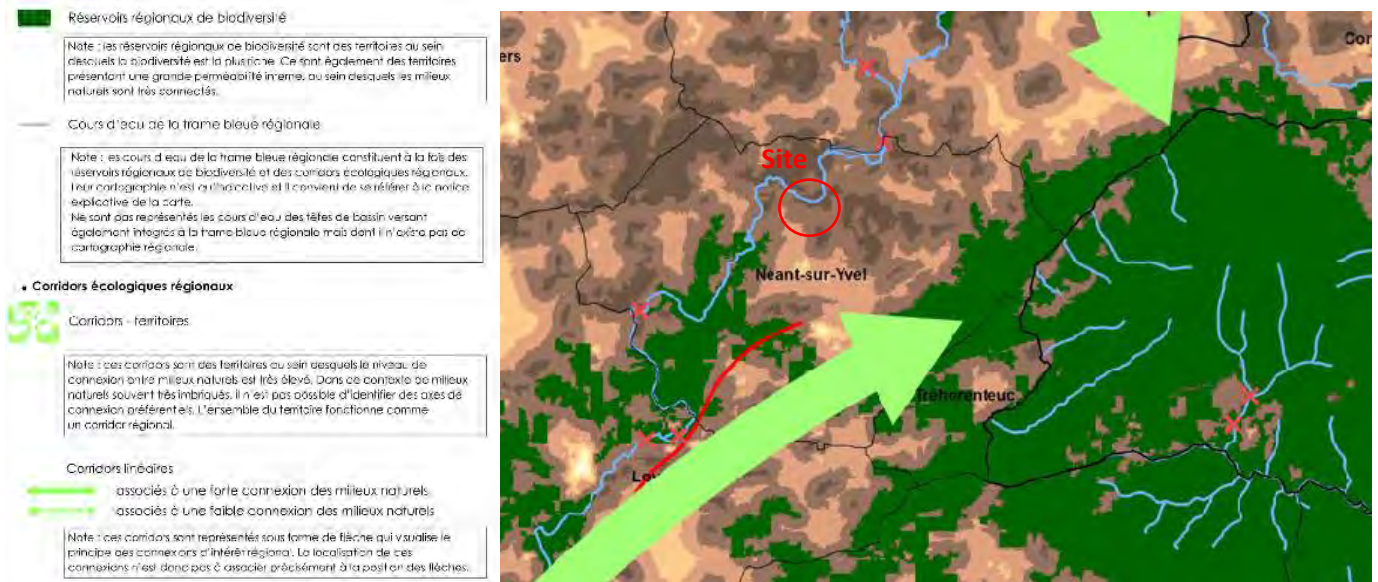 Réservoirs régionaux de biodiversité
Note : les réservoirs régionaux de biodiversité sont des territoires au sein
desquels la biodiversité est la plus riche. Ce sont également des territoires
présentant une grande perméabilité interne, au sein desquels les milieux
naturels sont très connectés.
Cours d'eau de la trame bleue régionale
Note : les cours d'eau de la trame bleue régionale constituent à la fois des
réservoirs régionaux de biodiversité et des corridors écologiques régionaux.
Leur cartographie n'est qu'indicative et il convient de se référer à la notice
explicative de la carte.
Ne sont pas représentés les cours d'eau des têtes de bassin versant
également intégrés à la trame bleue régionale mais dont il n'existe pas de
cartographie régionale.
• Corridors écologiques régionaux
Corridors - territoires
Note : ces corridors sont des territoires au sein desquels le niveau de
connexion entre milieux naturels est très élevé. Dans ce contexte de milieux
naturels souvent très imbriqués, il n'est pas possible d'identifier des axes de
connexion préférentiels. L'ensemble du territoire fonctionne comme
un corridor régional.
Corridors linéaires
associés à une forte connexion des milieux naturels
associés à une faible connexion des milieux naturels
Note : ces corridors sont représentés sous forme de flèche qui visualise le
principe des connexions d'intérêt régional. La localisation de ces
connexions n'est donc pas à associer précisément à la position des flèches.
ers
Cor
Site
Néant-sur-Yvel
Tréhorenteuc
Lo